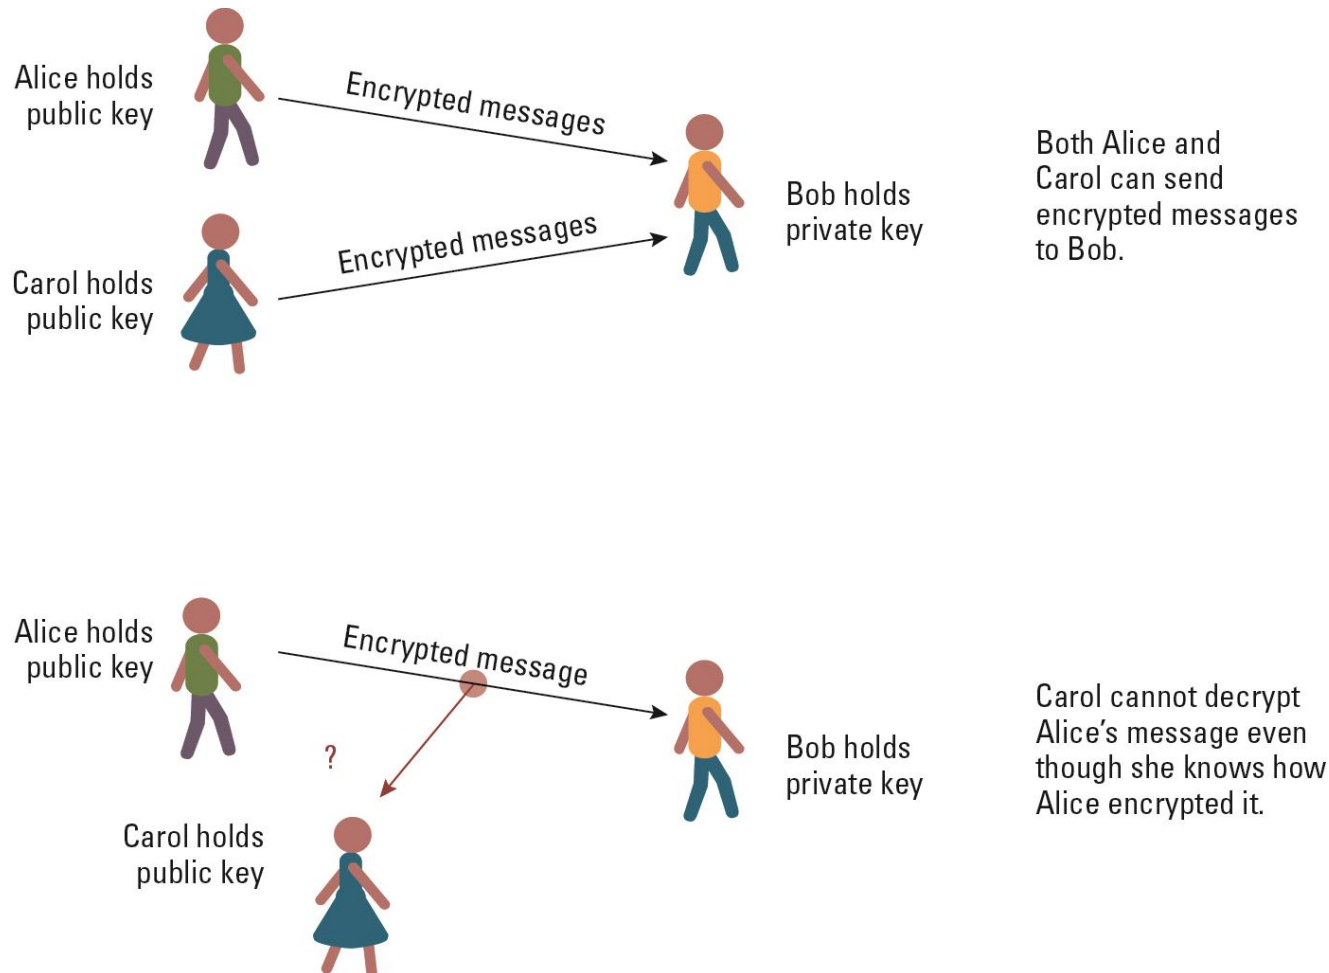 Alice holds
public key
Encrypted messages
Carol holds
public key
Encrypted messages
Bob holds
private key
Both Alice and
Carol can send
encrypted messages
to Bob.
Alice holds
public key
Encrypted message
?
Carol holds
public key
Bob holds
private key
Carol cannot decrypt
Alice’s message even
though she knows how
Alice encrypted it.